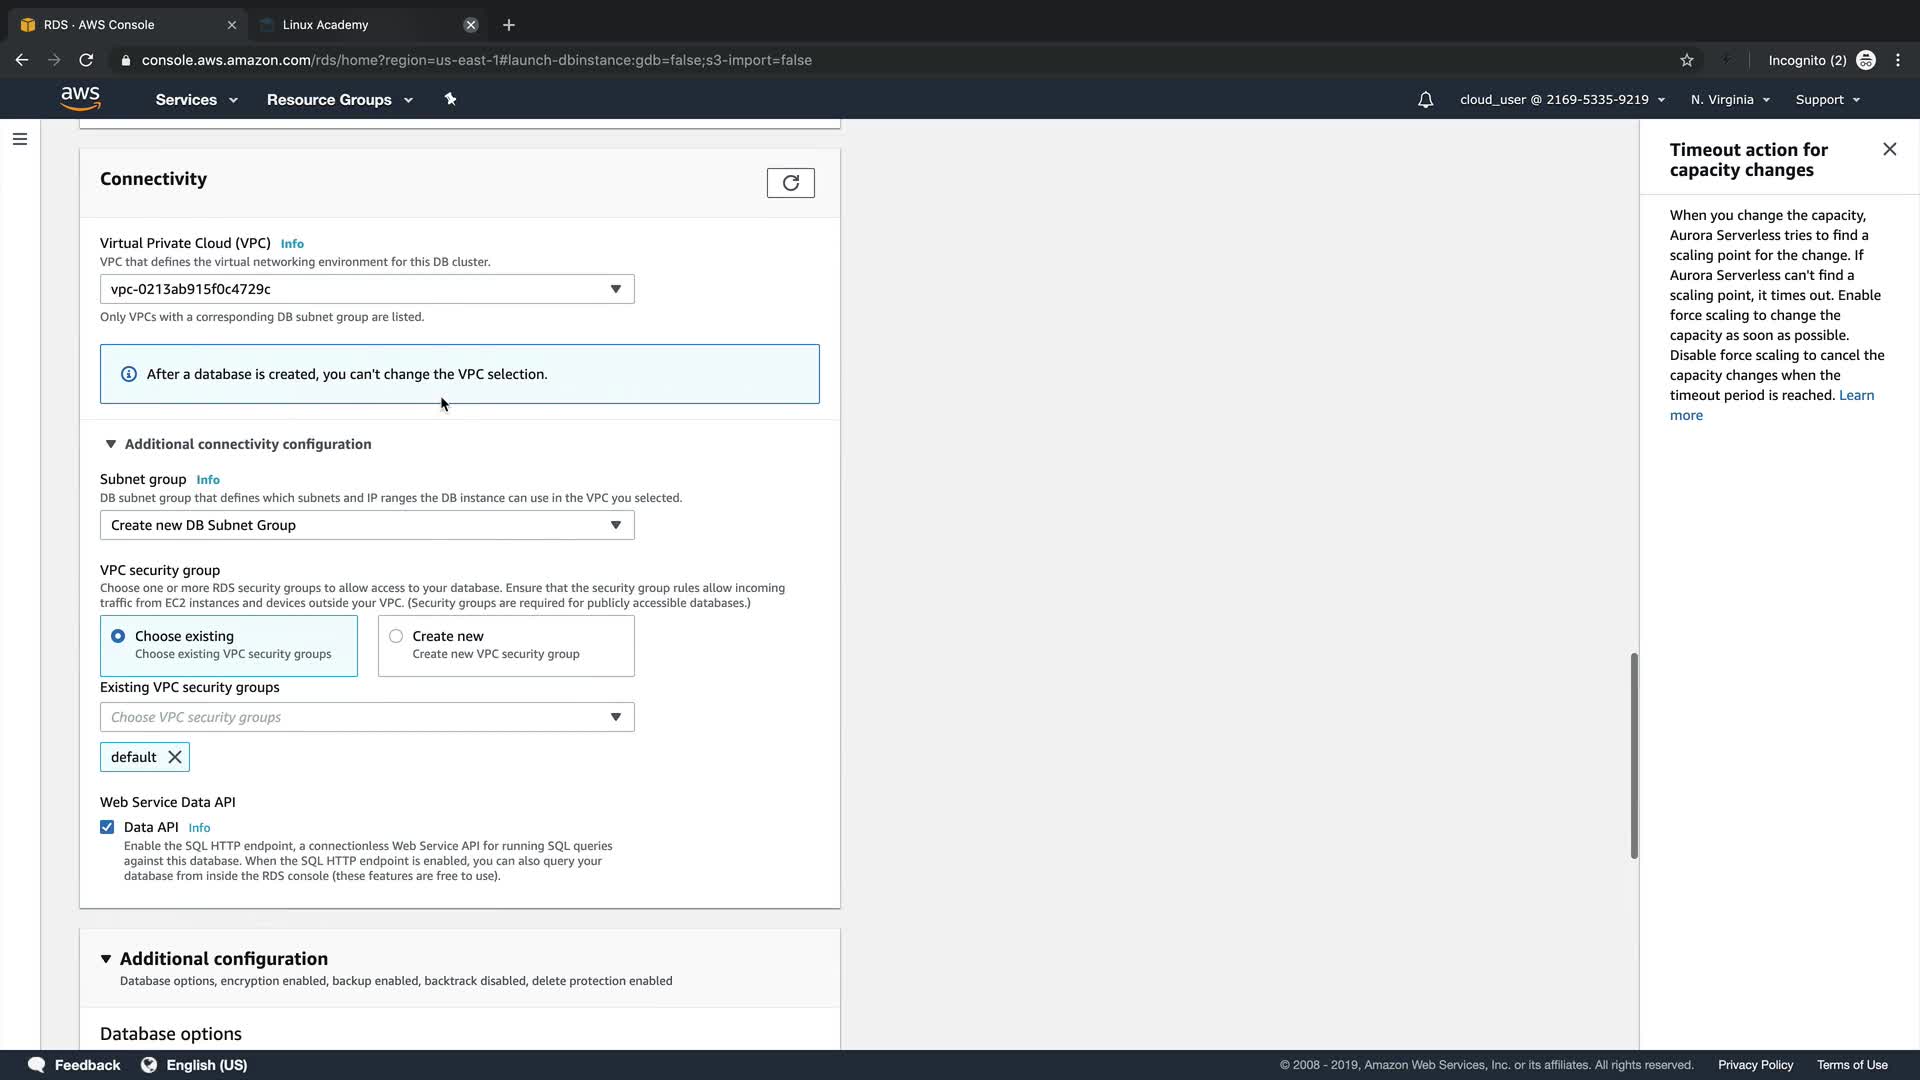 RDS · AWS Console
Linux Academy
console.aws.amazon.com/rds/home?region=us-east-1#launch-dbinstance:gdb=false;s3-import=false
Incognito (2)
aws
Services
Resource Groups
cloud_user @ 2169-5335-9219
N. Virginia
Support
Connectivity
Virtual Private Cloud (VPC) Info
VPC that defines the virtual networking environment for this DB cluster.
vpc-0213ab915f0c4729c
Only VPCs with a corresponding DB subnet group are listed.
After a database is created, you can't change the VPC selection.
Additional connectivity configuration
Subnet group Info
DB subnet group that defines which subnets and IP ranges the DB instance can use in the VPC you selected.
Create new DB Subnet Group
VPC security group
Choose one or more RDS security groups to allow access to your database. Ensure that the security group rules allow incoming
traffic from EC2 instances and devices outside your VPC. (Security groups are required for publicly accessible databases.)
Choose existing
Choose existing VPC security groups
Create new
Create new VPC security group
Existing VPC security groups
Choose VPC security groups
default
Web Service Data API
Data API Info
Enable the SQL HTTP endpoint, a connectionless Web Service API for running SQL queries
against this database. When the SQL HTTP endpoint is enabled, you can also query your
database from inside the RDS console (these features are free to use).
Additional configuration
Database options, encryption enabled, backup enabled, backtrack disabled, delete protection enabled
Database options
Timeout action for
capacity changes
When you change the capacity,
Aurora Serverless tries to find a
scaling point for the change. If
Aurora Serverless can't find a
scaling point, it times out. Enable
force scaling to change the
capacity as soon as possible.
Disable force scaling to cancel the
capacity changes when the
timeout period is reached. Learn
more
Feedback
English (US)
© 2008 - 2019, Amazon Web Services, Inc. or its affiliates. All rights reserved.
Privacy Policy
Terms of Use